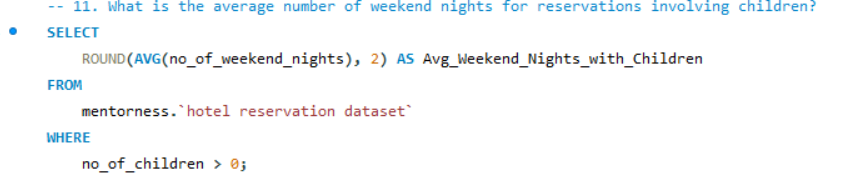 -- 11. What is the average number of weekend nights for reservations involving children?
SELECT
ROUND(AVG(no_of_weekend_nights), 2) AS Avg_Weekend_Nights_with_Children
FROM
mentorness.`hotel reservation dataset`
WHERE
no_of_children > 0;